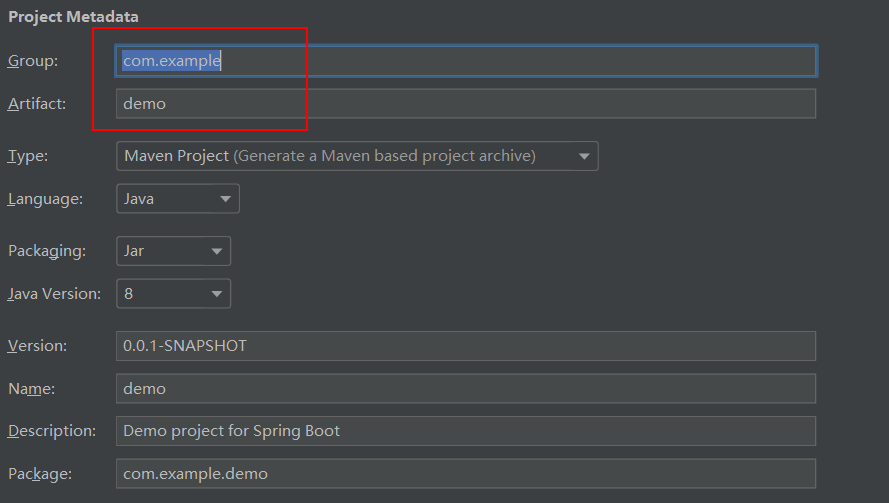 Project Metadata
Group: com.example
Artifact: demo
Type: Maven Project (Generate a Maven based project archive)
Language: Java
Packaging: Jar
Java Version: 8
Version: 0.0.1-SNAPSHOT
Name: demo
Description: Demo project for Spring Boot
Package: com.example.demo